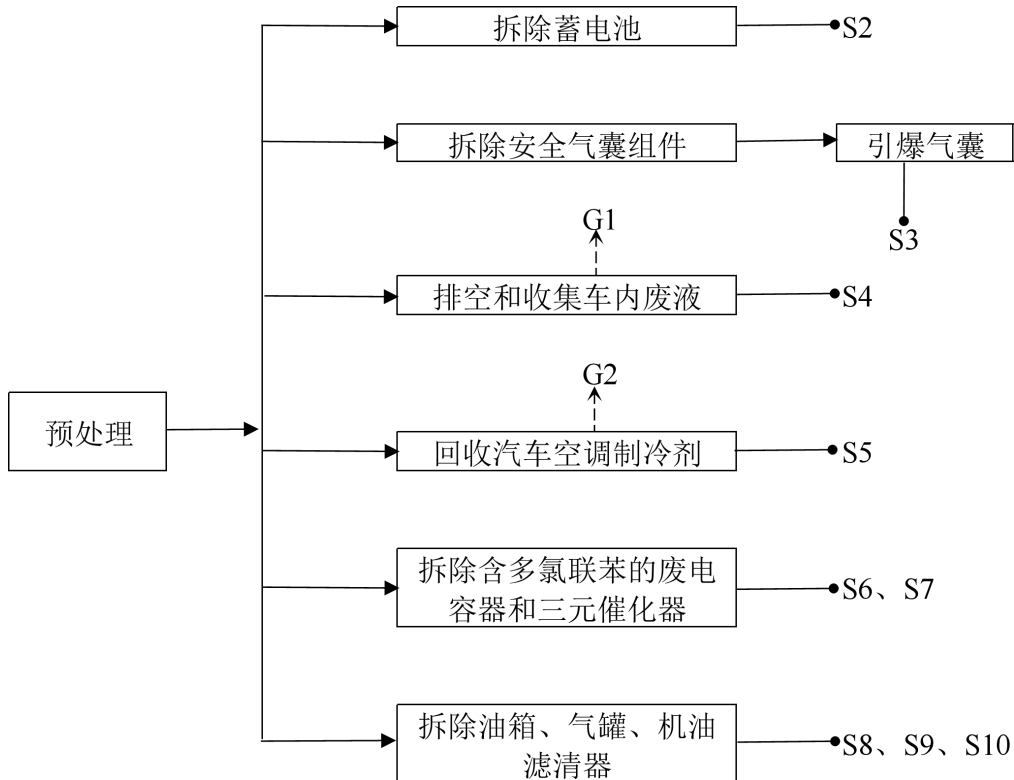 拆除蓄电池
S2
拆除安全气囊组件
引爆气囊
S3
G1
排空和收集车内废液
S4
G2
预处理
回收汽车空调制冷剂
S5
拆除含多氯联苯的废电
容器和三元催化器
S6、S7
拆除油箱、气罐、机油
滤清器
S8、S9、S10